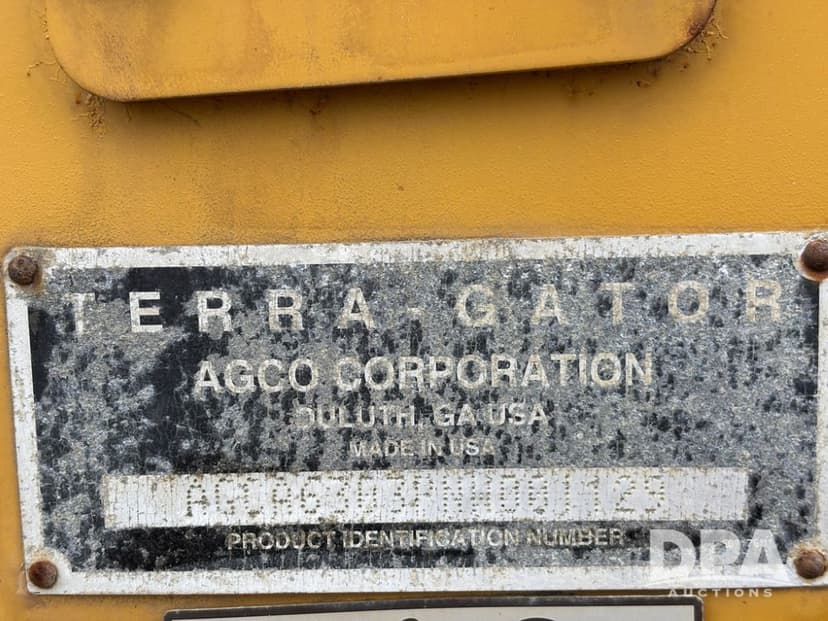 TERRA-GATOR
AGCO CORPORATION
DULUTH, GA USA
MADE IN USA
PRODUCT IDENTIFICATION NUMBER
DPA
AUCTIONS